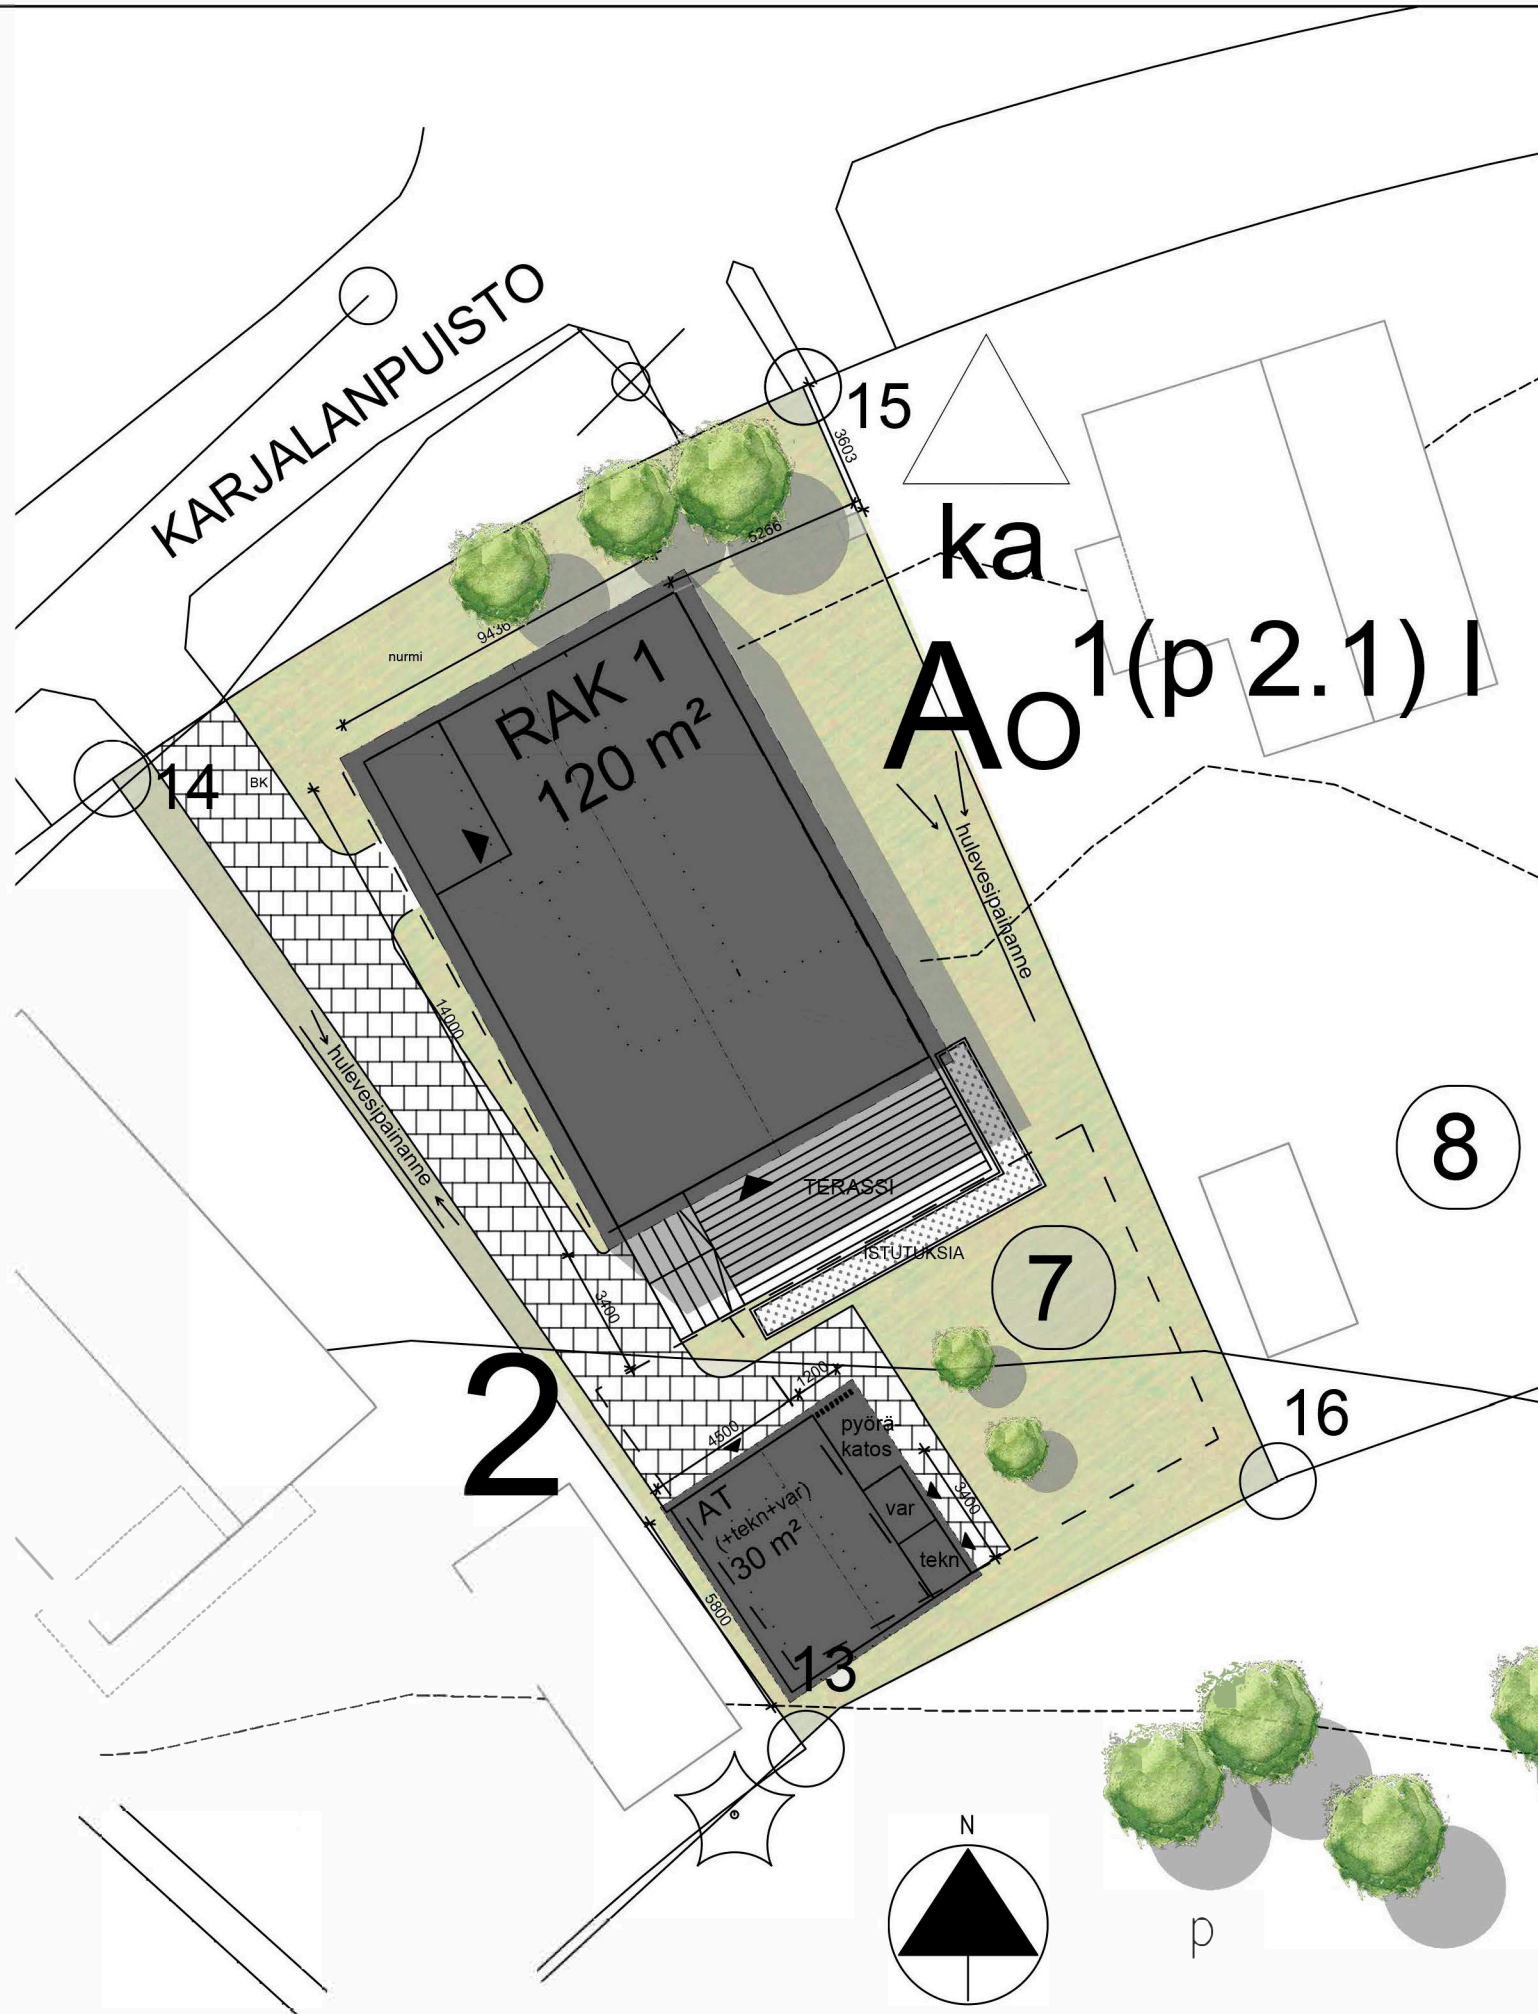 KARJALANPUISTO
15
3603
5266
ka
9436
nurmi
RAK 1
120 m²
Ao
1(p 2.1) I
14
BK
hulevesipainanne
14000
hulevesipainanne
TERASSI
ISTUTUKSIA
8
7
3400
2
1200
4500
pyörä-
katos
16
AT
(+tekn+var)
30 m²
var
3400
tekn
5800
13
N
p